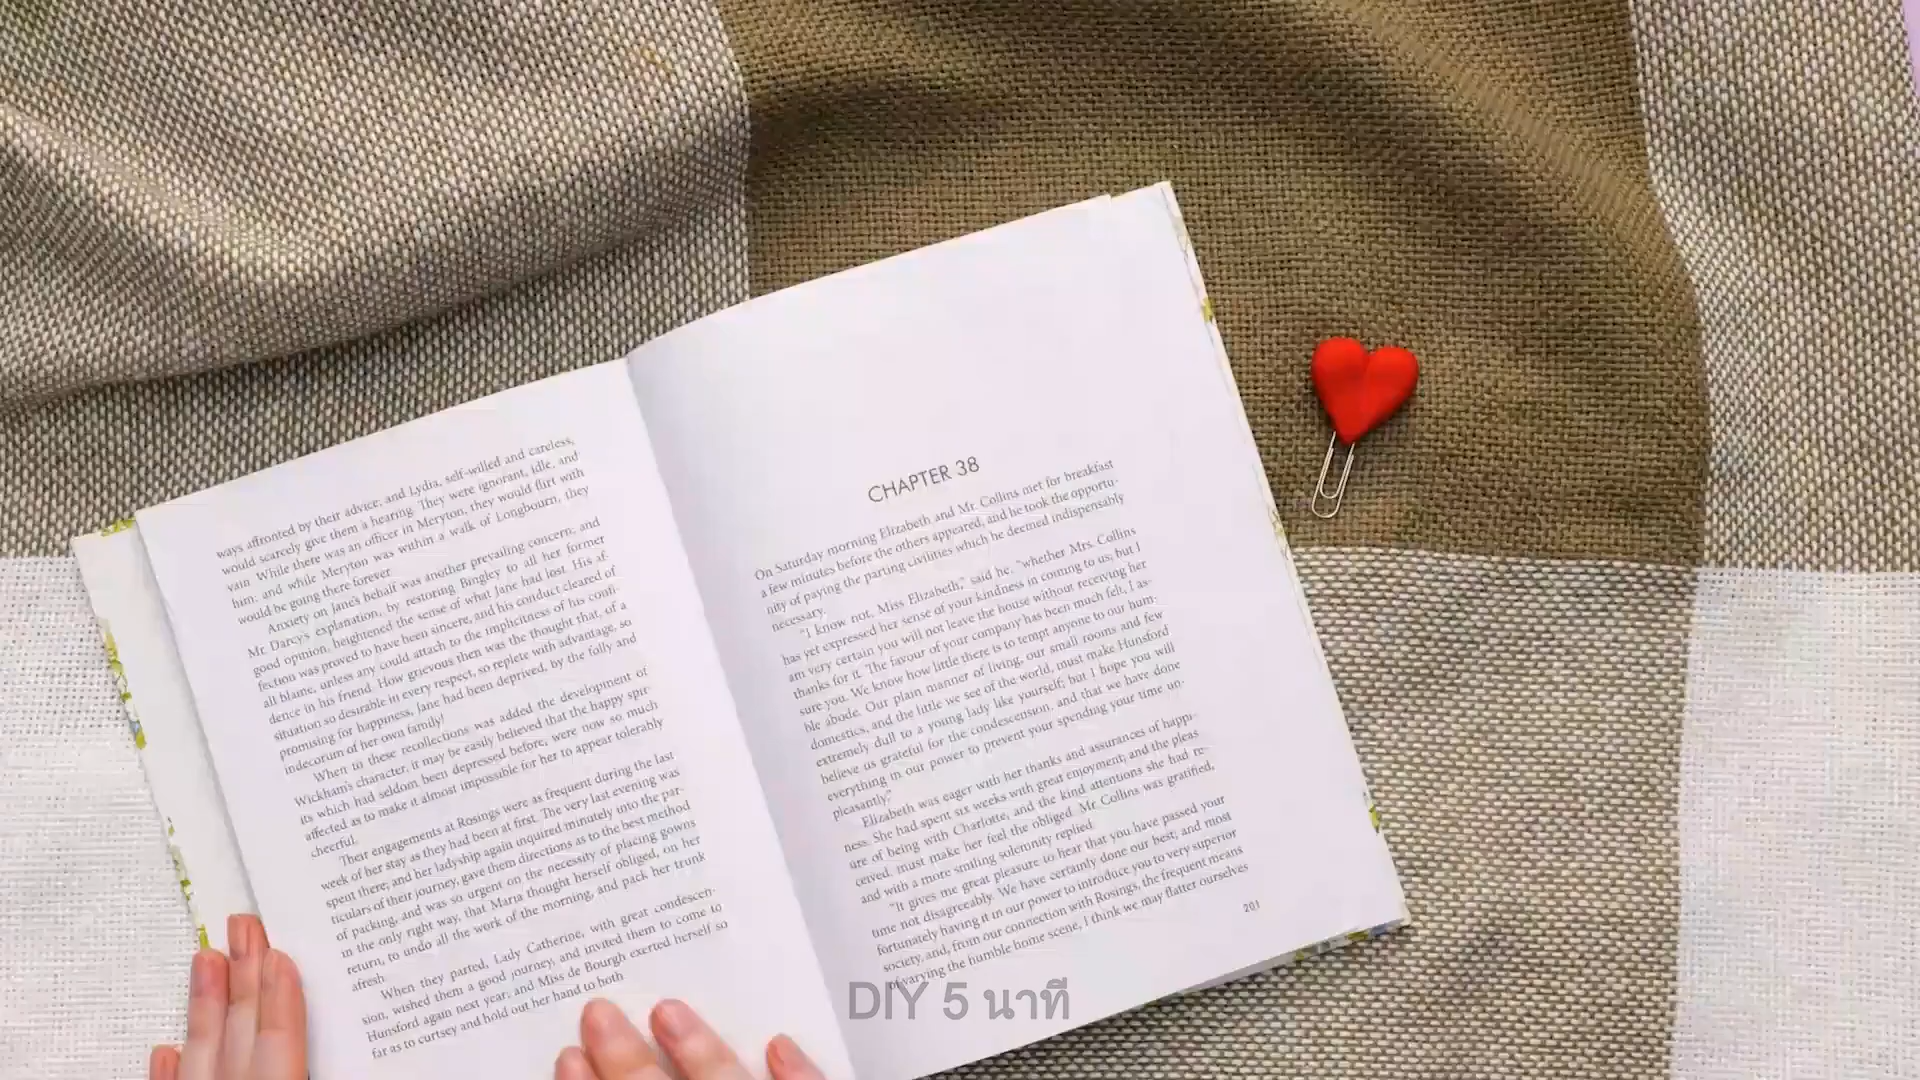 ways affronted by their advice; and Lydia, self-willed and careless,
would scarcely give them a hearing. They were ignorant, idle, and
vain. While there was an officer in Meryton, they would flirt with
him; and while Meryton was within a walk of Longbourn, they
would be going there forever.
Anxiety on Jane's behalf was another prevailing concern; and
Mr. Darcy's explanation, by restoring Bingley to all her former
good opinion, heightened the sense of what Jane had lost. His af-
fection was proved to have been sincere, and his conduct cleared of
all blame, unless any could attach to the implicitness of his confi-
dence in his friend. How grievous then was the thought that, of a
situation so desirable in every respect, so replete with advantage, so
promising for happiness, Jane had been deprived, by the folly and
indecorum of her own family!
When to these recollections was added the development of
Wickham's character, it may be easily believed that the happy spir-
its which had seldom been depressed before, were now so much
affected as to make it almost impossible for her to appear tolerably
cheerful.
Their engagements at Rosings were as frequent during the last
week of her stay as they had been at first. The very last evening was
spent there; and her ladyship again inquired minutely into the par-
ticulars of their journey, gave them directions as to the best method
of packing, and was so urgent on the necessity of placing gowns
in the only right way, that Maria thought herself obliged, on her
return, to undo all the work of the morning, and pack her trunk
afresh.
When they parted, Lady Catherine, with great condescen-
sion, wished them a good journey, and invited them to come to
Hunsford again next year; and Miss de Bourgh exerted herself so
far as to curtsey and hold out her hand to both
CHAPTER 38
On Saturday morning Elizabeth and Mr. Collins met for breakfast
a few minutes before the others appeared; and he took the opportu-
nity of paying the parting civilities which he deemed indispensably
necessary.
"I know not, Miss Elizabeth," said he, "whether Mrs. Collins
has yet expressed her sense of your kindness in coming to us; but I
am very certain you will not leave the house without receiving her
thanks for it. The favour of your company has been much felt, I as-
sure you. We know how little there is to tempt anyone to our hum-
ble abode. Our plain manner of living, our small rooms and few
domestics, and the little we see of the world, must make Hunsford
extremely dull to a young lady like yourself; but I hope you will
believe us grateful for the condescension, and that we have done
everything in our power to prevent your spending your time un-
pleasantly."
Elizabeth was eager with her thanks and assurances of happi-
ness. She had spent six weeks with great enjoyment; and the pleas
ure of being with Charlotte, and the kind attentions she had re-
ceived, must make her feel the obliged. Mr. Collins was gratified,
and with a more smiling solemnity replied
"It gives me great pleasure to hear that you have passed your
time not disagreeably. We have certainly done our best; and most
fortunately having it in our power to introduce you to very superior
society, and, from our connection with Rosings, the frequent means
of varying the humble home scene, I think we may flatter ourselves
201
DIY 5 นาที